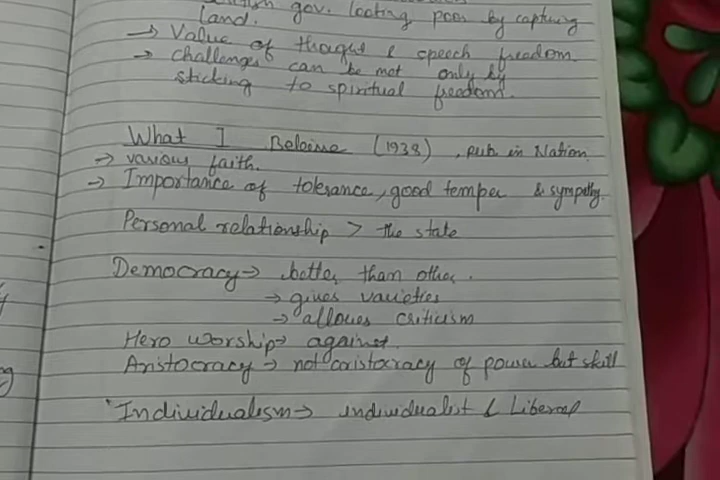 gov. looting poor by capturing
land.
→ Value of thought & speech freedom.
→ challenges can be not only by
sticking to spiritual freedom.
What I Beleive (1938), pub in Nation
→ various faith.
→ Importance of tolerance, good temper & sympathy.
Personal relationship > the state
Democracy → better than other.
→ gives varieties
→ allows criticism
Hero worship → against.
Aristocracy → not aristocracy of power but skill
Individualism → individualist & Liberal